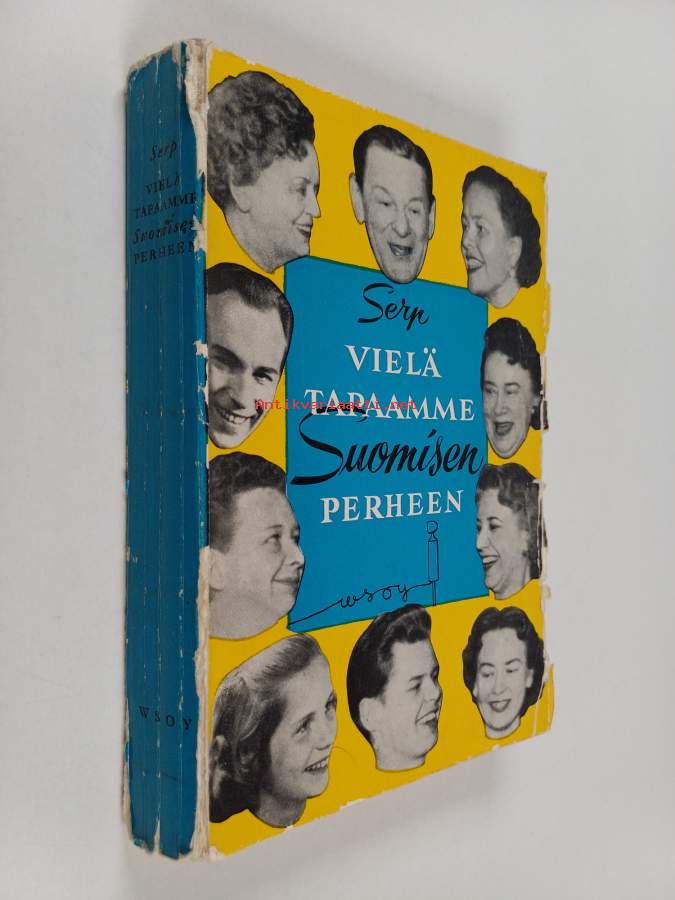 Serp
VIELÄ
TAPAAMME
Suomisen
PERHEEN
WSOY
Serp
VIELÄ
TAPAAMME
Suomisen
PERHEEN
wsoy
Antikvariaatti.net